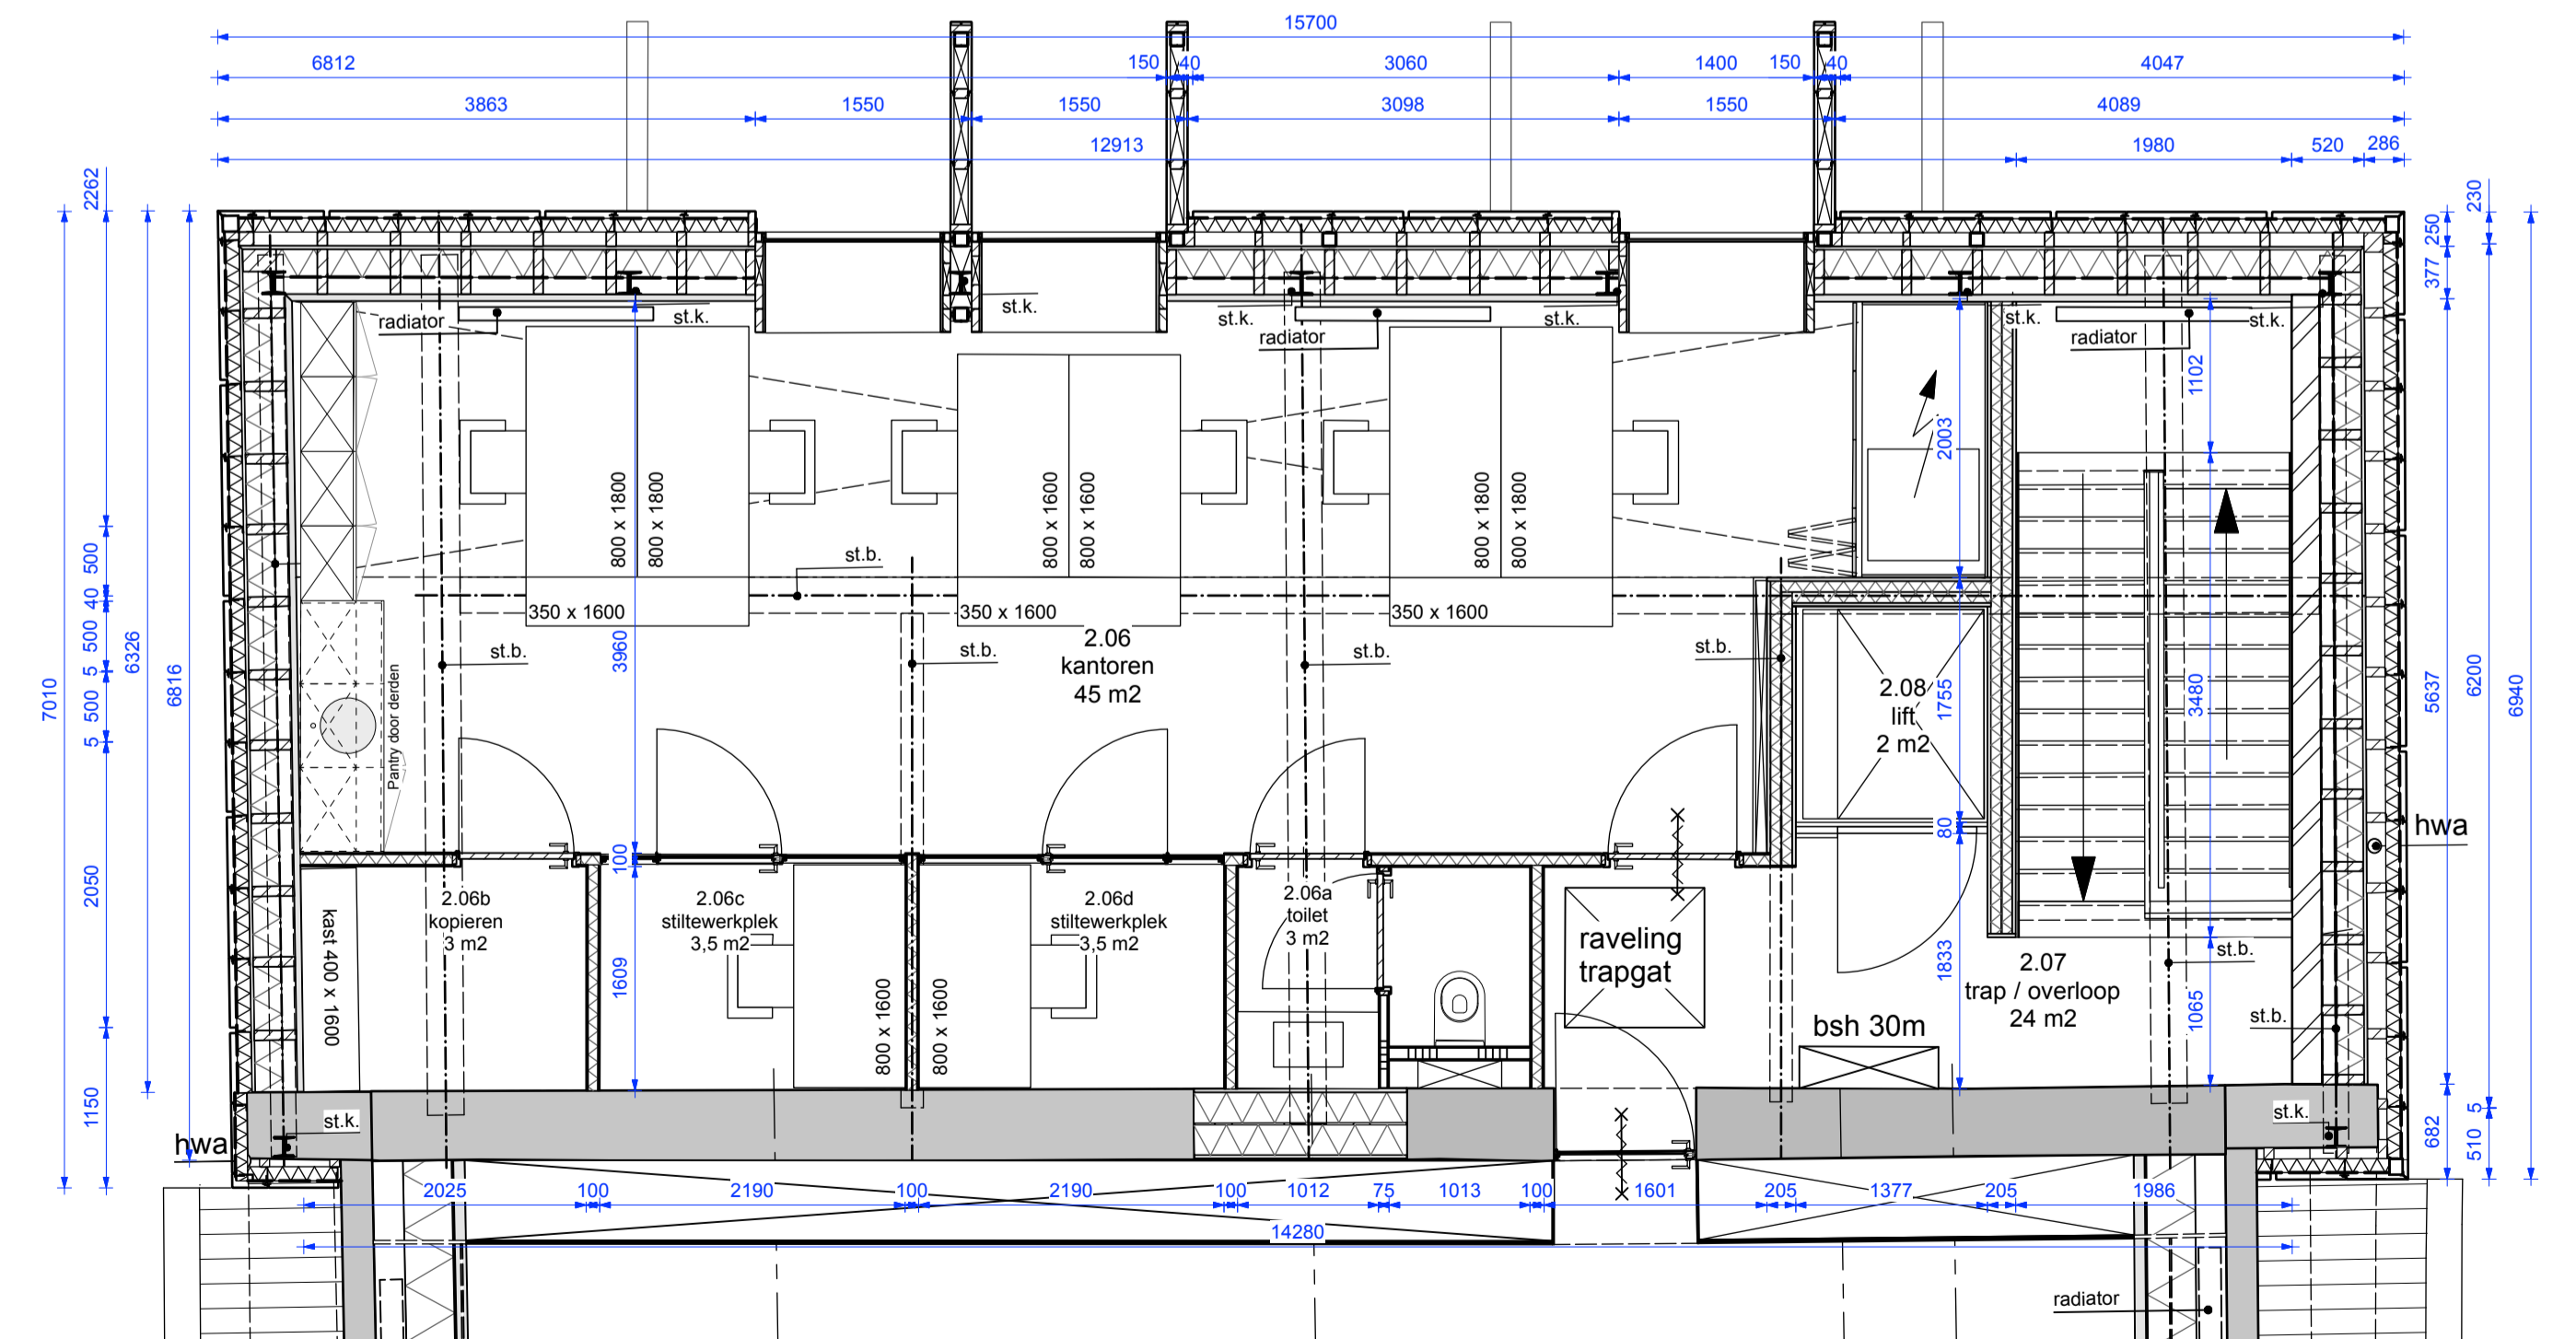 15700
6812
150
40
3060
1400
150
40
4047
3863
1550
1550
3098
1550
4089
12913
1980
520
286
2262
500
40
500
5
500
5
2050
1150
7010
6326
6816
230
250
377
5637
6200
6940
682
5
510
radiator
st.k.
st.k.
st.k.
radiator
st.k.
st.k.
radiator
st.k.
1102
2003
800 x 1800
800 x 1800
800 x 1600
800 x 1600
800 x 1800
800 x 1800
st.b.
350 x 1600
350 x 1600
350 x 1600
2.06
kantoren
45 m2
3960
st.b.
st.b.
st.b.
st.b.
Pantry door derden
2.08
lift
2 m2
1755
3480
80
hwa
100
2.06b
kopieren
3 m2
kast 400 x 1600
2.06c
stiltewerkplek
3,5 m2
2.06d
stiltewerkplek
3,5 m2
2.06a
toilet
3 m2
1609
800 x 1600
800 x 1600
raveling
trapgat
1833
2.07
trap / overloop
24 m2
st.b.
1065
st.b.
bsh 30m
st.k.
st.k.
hwa
2025
100
2190
100
2190
100
1012
75
1013
100
1601
205
1377
205
1986
14280
radiator